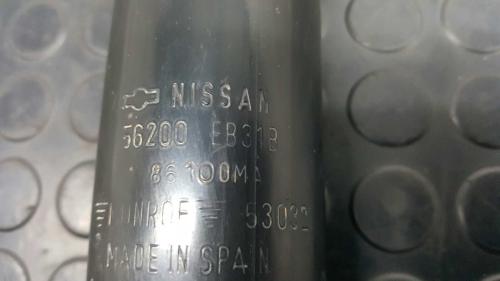 NISSAN
56200 EB31B
86100MA
MONROE 53032
MADE IN SPAIN